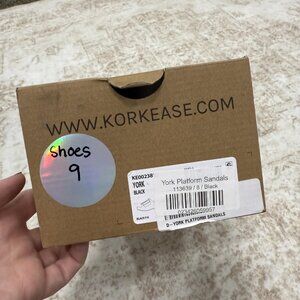 WWW.KORKEASE.COM
shoes
9
KE00238
YORK
BLACK
York Platform Sandals
113639 / 8 / Black
D - YORK PLATFORM SANDALS